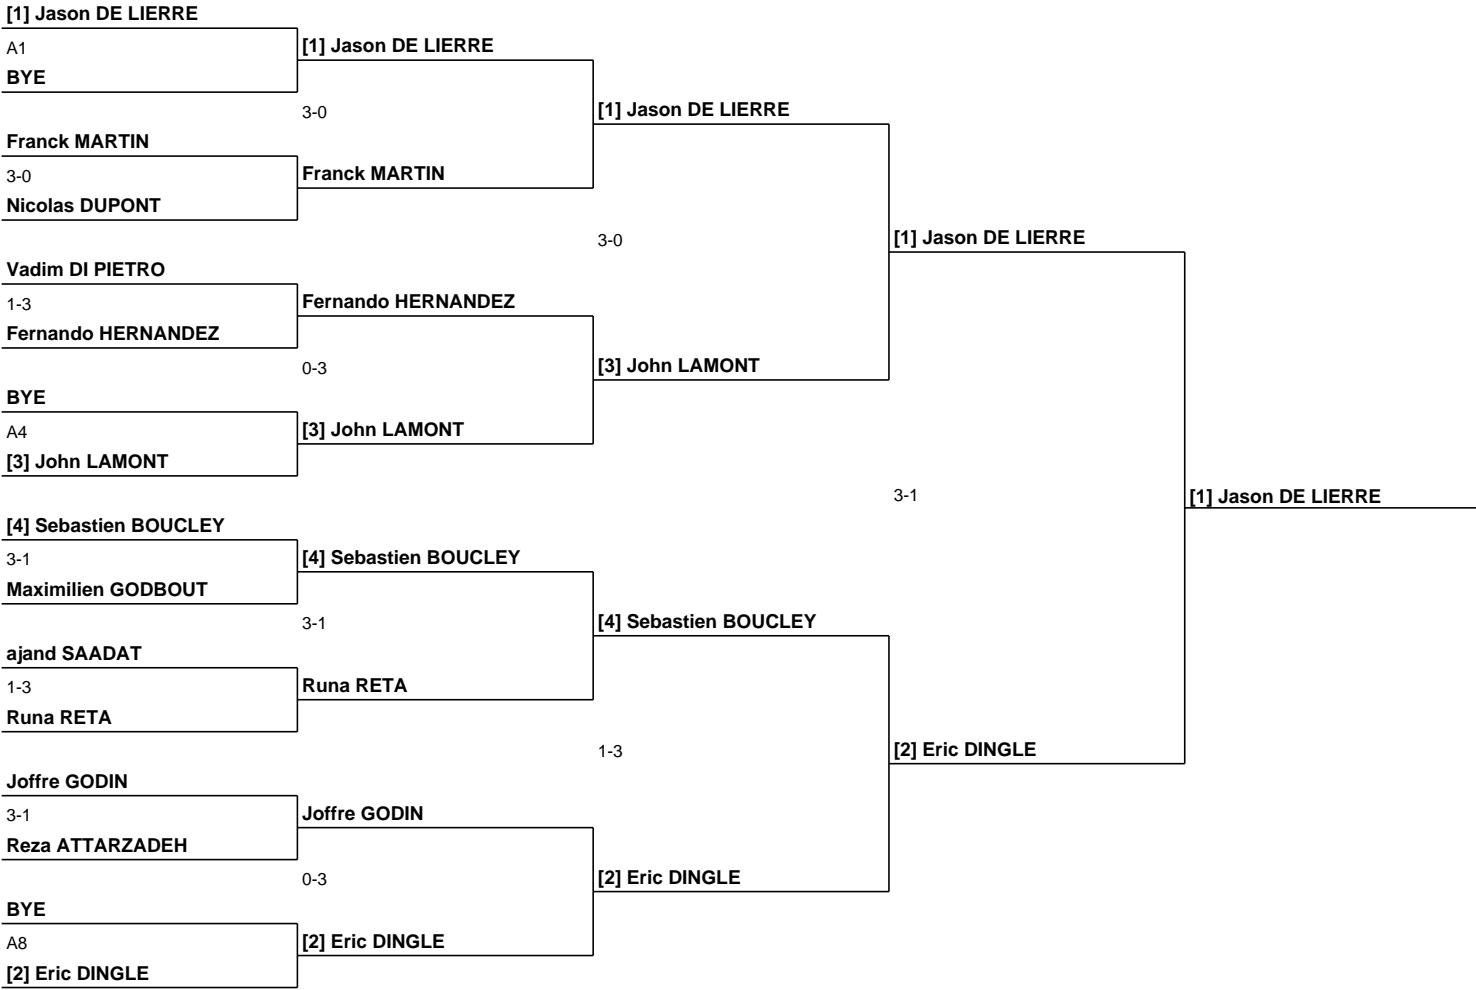 [1] Jason DE LIERRE
A1
BYE
Franck MARTIN
3-0
Nicolas DUPONT
Vadim DI PIETRO
1-3
Fernando HERNANDEZ
BYE
A4
[3] John LAMONT
[4] Sebastien BOUCLEY
3-1
Maximilien GODBOUT
ajand SAADAT
1-3
Runa RETA
Joffre GODIN
3-1
Reza ATTARZADEH
BYE
A8
[2] Eric DINGLE
[1] Jason DE LIERRE
3-0
Franck MARTIN
Fernando HERNANDEZ
0-3
[3] John LAMONT
[4] Sebastien BOUCLEY
3-1
Runa RETA
Joffre GODIN
0-3
[2] Eric DINGLE
[1] Jason DE LIERRE
3-0
[3] John LAMONT
[4] Sebastien BOUCLEY
1-3
[2] Eric DINGLE
[1] Jason DE LIERRE
3-1
[2] Eric DINGLE
[1] Jason DE LIERRE